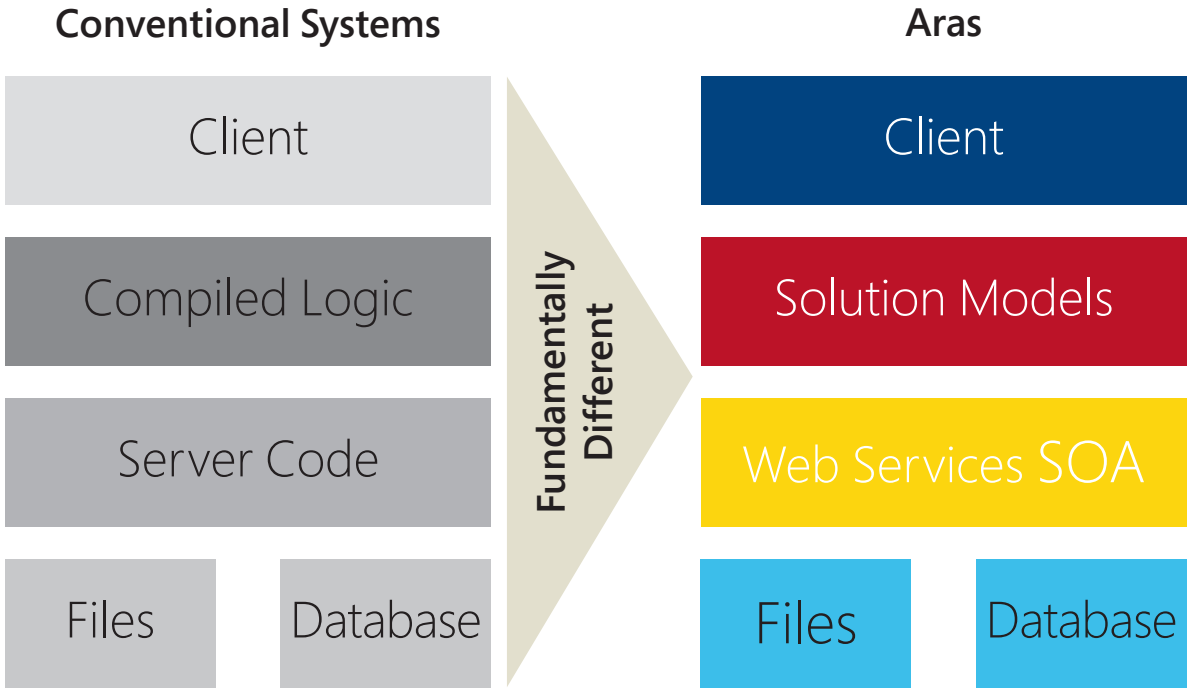 Conventional Systems
Client
Compiled Logic
Server Code
Files
Database
Fundamentally
Different
Aras
Client
Solution Models
Web Services SOA
Files
Database